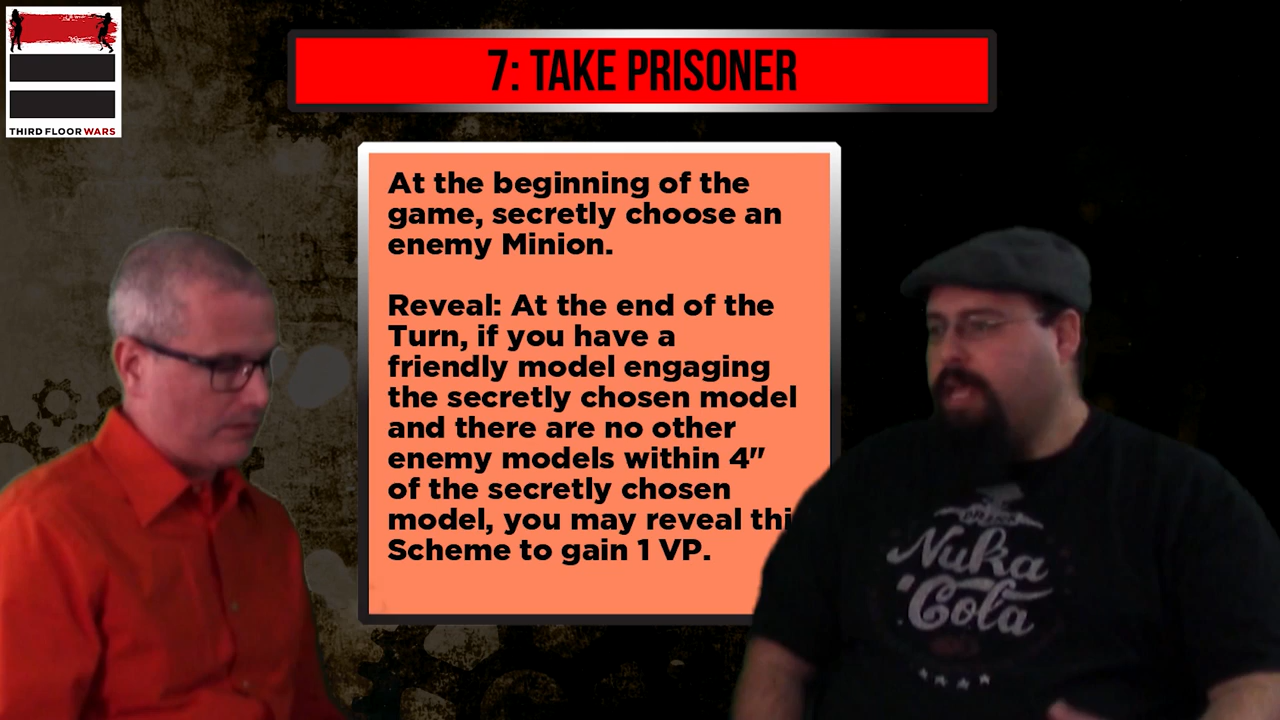 7: TAKE PRISONER
THIRD FLOOR WARS
At the beginning of the
game, secretly choose an
enemy Minion.
Reveal: At the end of the
Turn, if you have a
friendly model engaging
the secretly chosen model
and there are no other
enemy models within 4"
of the secretly chosen
model, you may reveal thi
Scheme to gain 1 VP.
Nuka
Cola